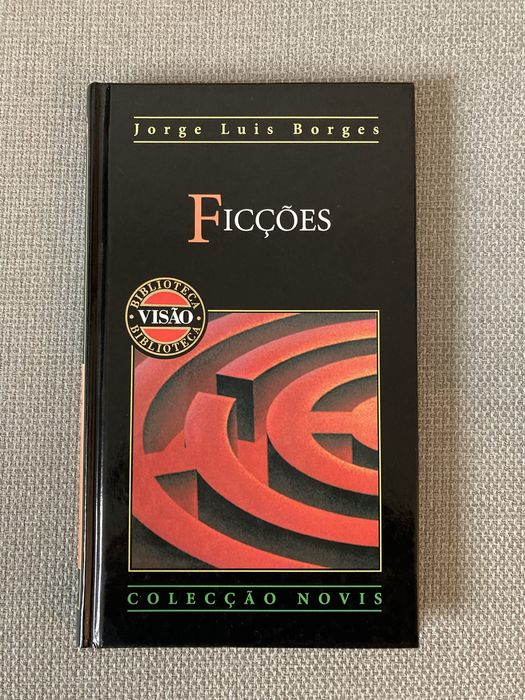 Jorge Luis Borges
FICÇÕES
BIBLIOTECA
VISÃO
BIBLIOTECA
COLECÇÃO NOVIS